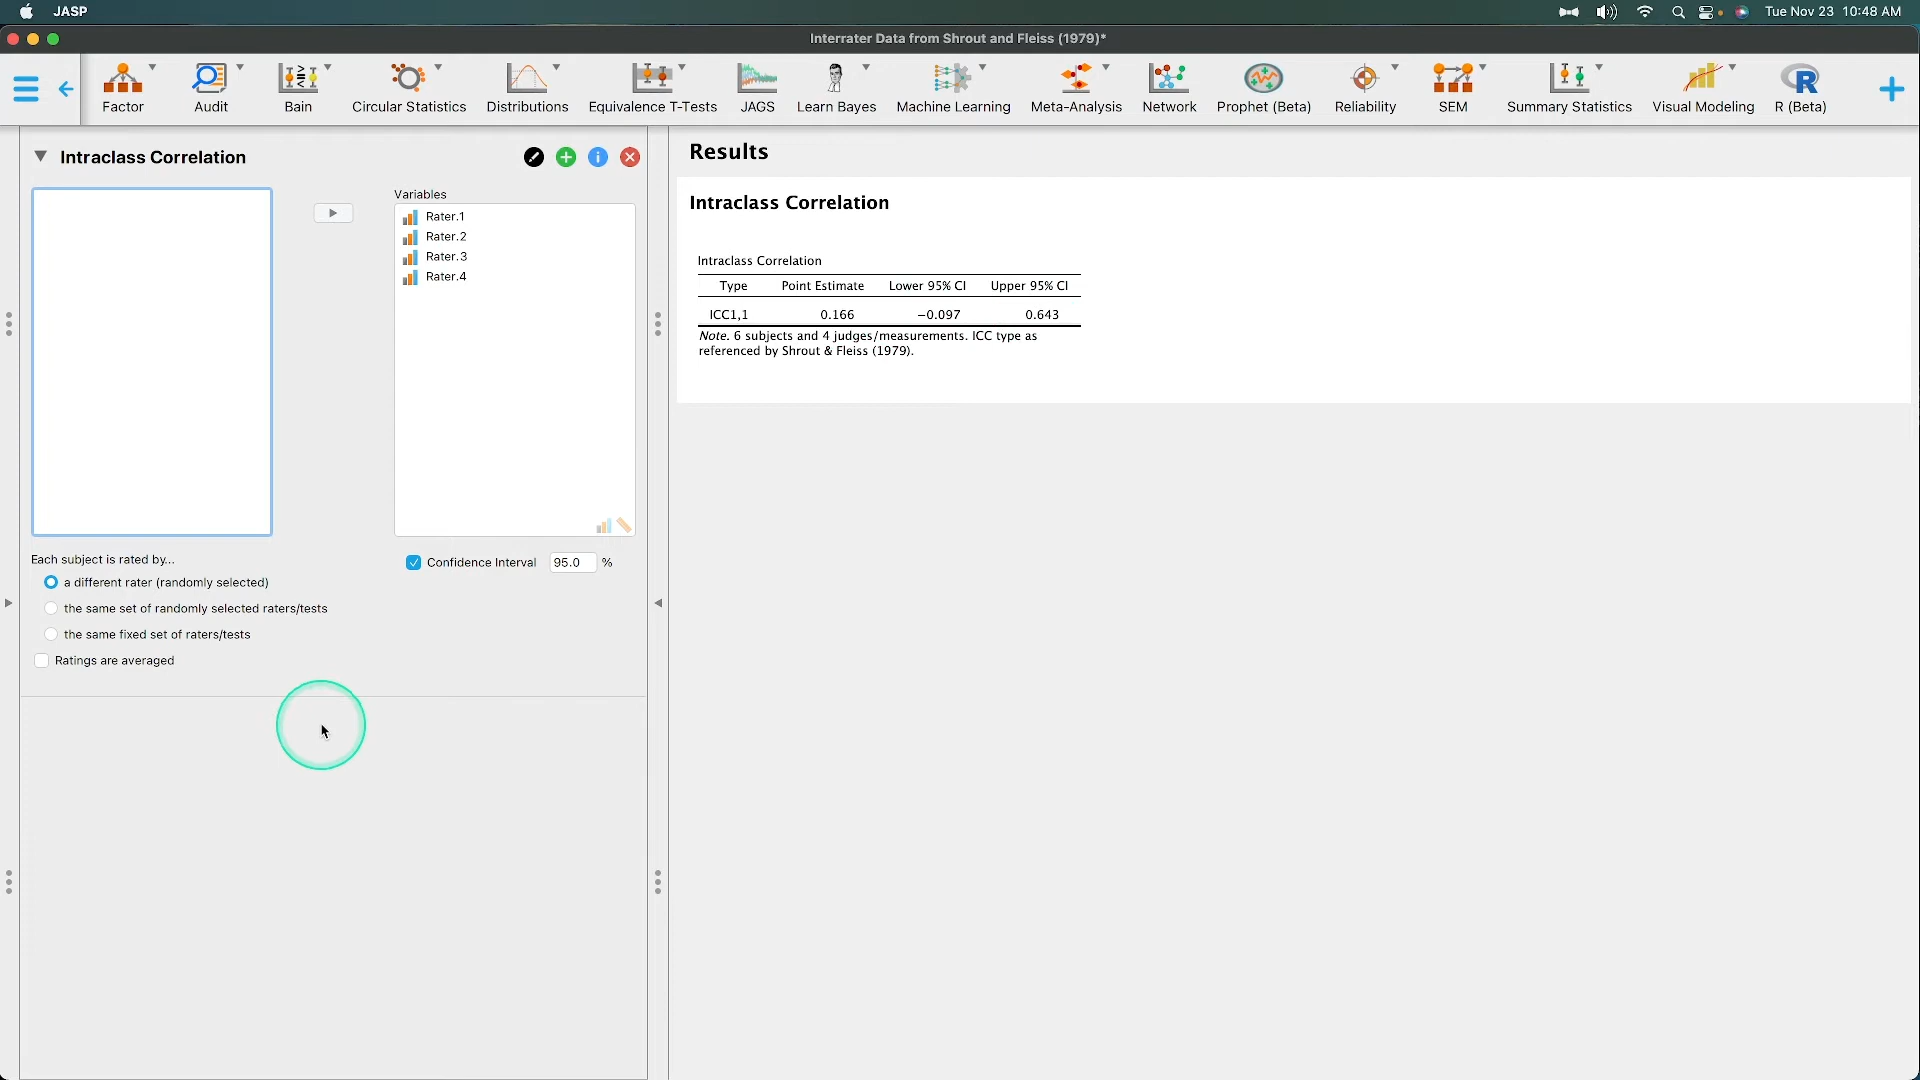 JASP
Tue Nov 23 10:48 AM
Interrater Data from Shrout and Fleiss (1979)*
Factor
Audit
Bain
Circular Statistics
Distributions
Equivalence T-Tests
JAGS
Learn Bayes
Machine Learning
Meta-Analysis
Network
Prophet (Beta)
Reliability
SEM
Summary Statistics
Visual Modeling
R (Beta)
Intraclass Correlation
Variables
Rater.1
Rater.2
Rater.3
Rater.4
Each subject is rated by...
a different rater (randomly selected)
the same set of randomly selected raters/tests
the same fixed set of raters/tests
Ratings are averaged
Confidence Interval 95.0 %
Results
Intraclass Correlation
Intraclass Correlation
Type Point Estimate Lower 95% CI Upper 95% CI
ICC1,1 0.166 −0.097 0.643
Note. 6 subjects and 4 judges/measurements. ICC type as
referenced by Shrout & Fleiss (1979).